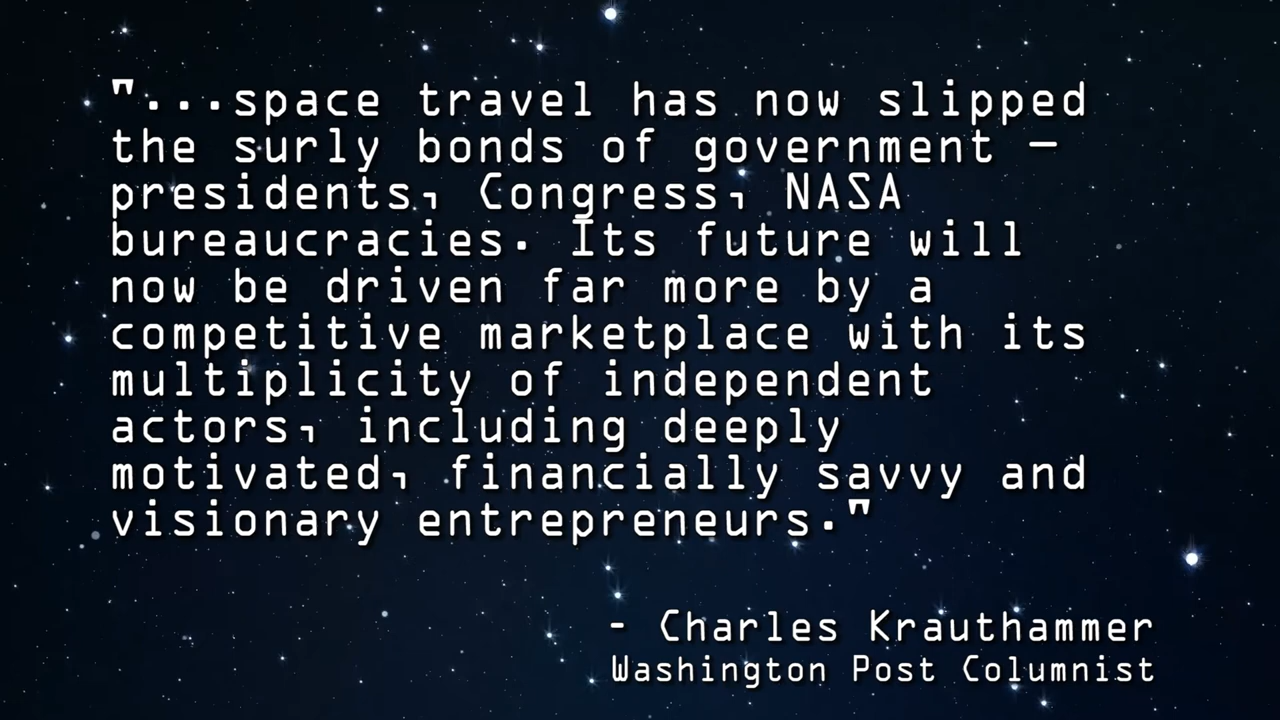 "...space travel has now slipped
the surly bonds of government —
presidents, Congress, NASA
bureaucracies. Its future will
now be driven far more by a
competitive marketplace with its
multiplicity of independent
actors, including deeply
motivated, financially savvy and
visionary entrepreneurs."
- Charles Krauthammer
Washington Post Columnist